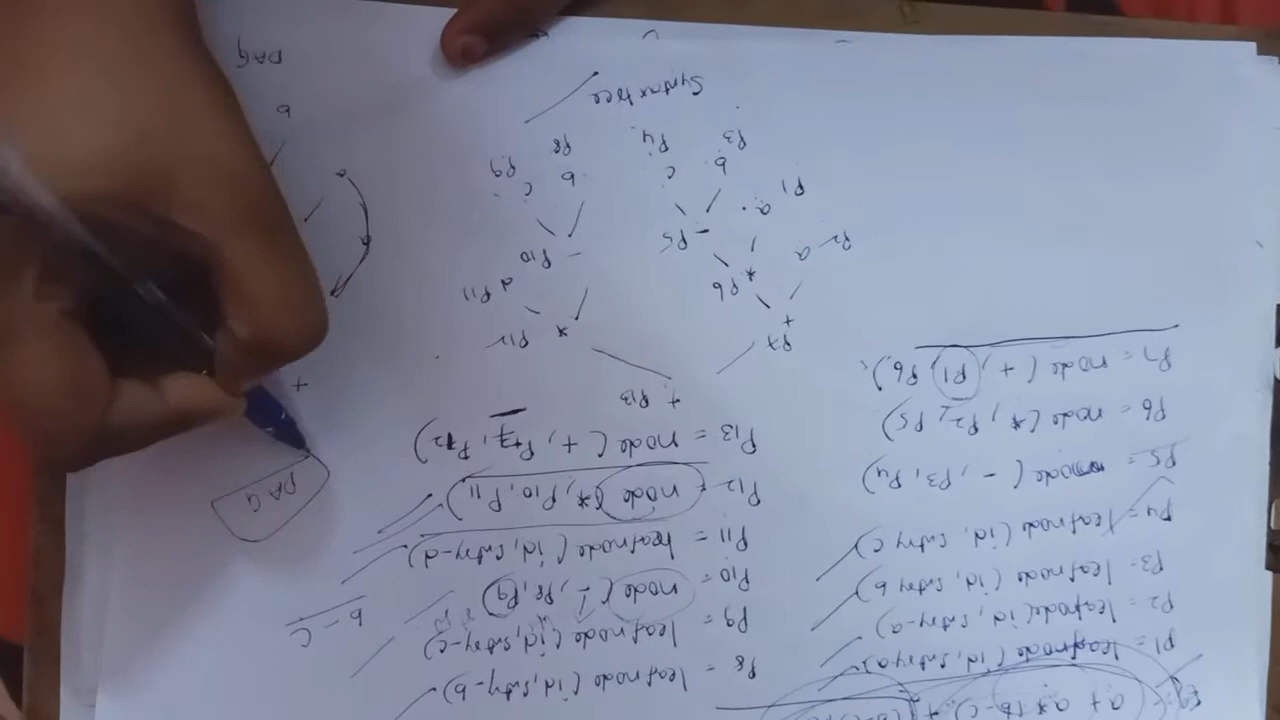 Eg:- a + a * (b-c) + (b-c)
P1 = leafnode (id, entry-a)
P2 = leafnode (id, entry-a)
P3 = leafnode (id, entry b)
P4 = leafnode (id, entry c)
P5 = node (-, P3, P4)
P6 = node (*, P2, P5)
P7 = node (+, P1, P6)
P8 = leafnode (id, entry-b)
P9 = leafnode (id, entry-c)
P10 = node (-, P8, P9)
P11 = leafnode (id, entry-d)
P12 = node (*, P10, P11)
P13 = node (+, P7, P12)
b-c
DAG
+ P13
P7 +
* P12
P2 a
P6 *
P10 -
d P11
a P1
P5 -
b P8
c P9
b P3
c P4
Syntax tree
+
a
b
DAG